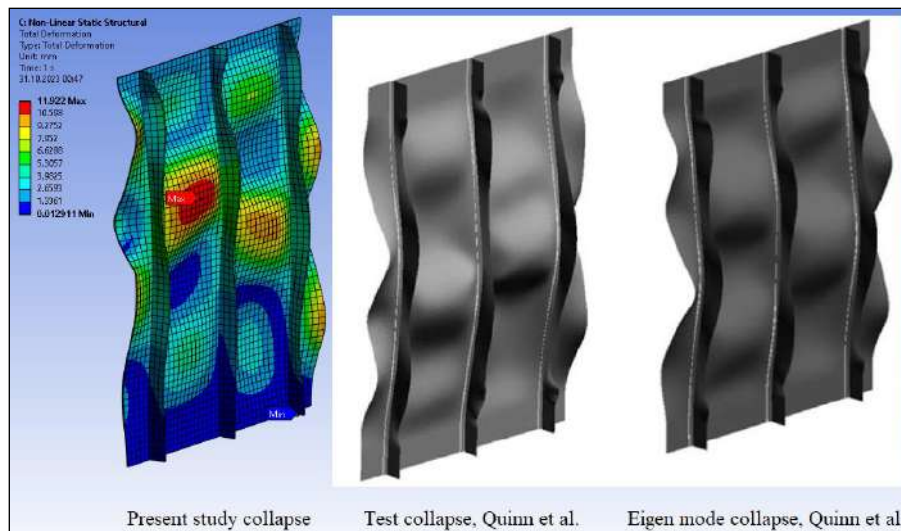 C: Non-Linear Static Structural
Total Deformation
Type: Total Deformation
Unit: mm
Time: 1 s
31.10.2023 00:47
11.922 Max
10.598
9.2752
7.952
6.6288
5.3057
3.9825
2.6593
1.3361
0.012911 Min
Max
Min
Present study collapse
Test collapse, Quinn et al.
Eigen mode collapse, Quinn et al